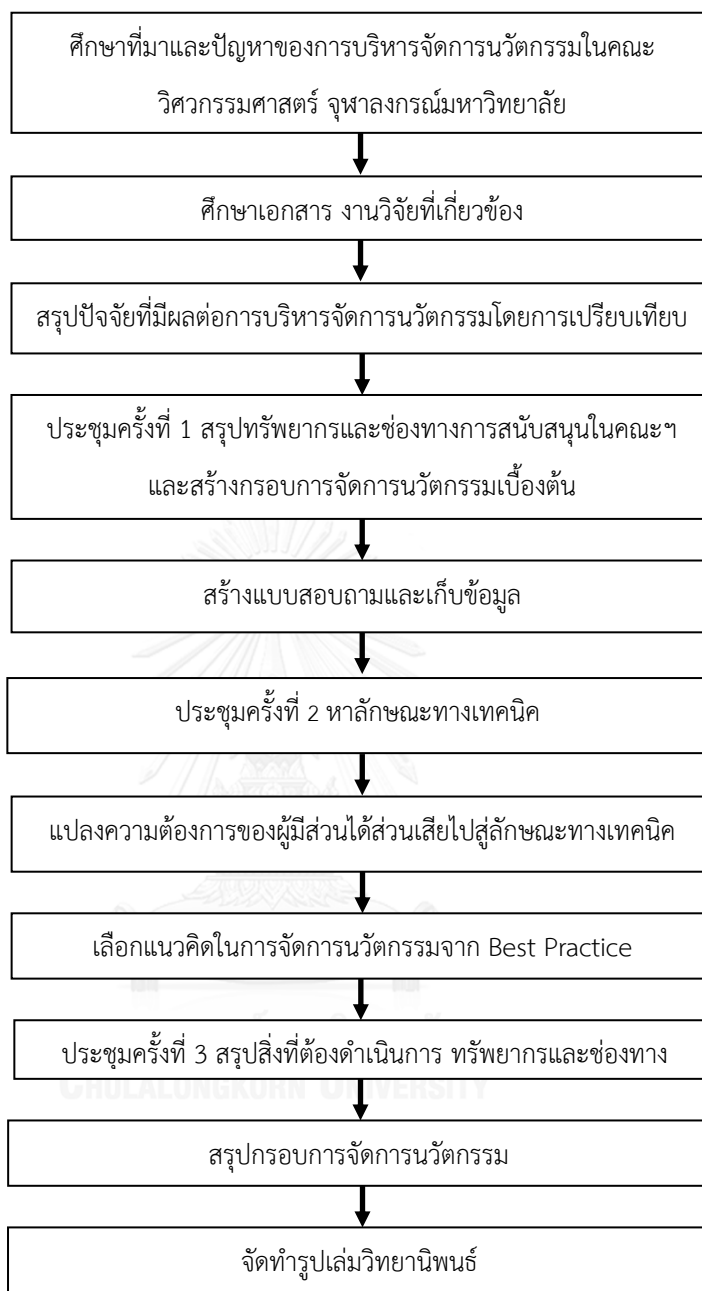 ศึกษาที่มาและปัญหาของการบริหารจัดการนวัตกรรมในคณะ
วิศวกรรมศาสตร์ จุฬาลงกรณ์มหาวิทยาลัย
ศึกษาเอกสาร งานวิจัยที่เกี่ยวข้อง
สรุปปัจจัยที่มีผลต่อการบริหารจัดการนวัตกรรมโดยการเปรียบเทียบ
ประชุมครั้งที่ 1 สรุปทรัพยากรและช่องทางการสนับสนุนในคณะฯ
และสร้างกรอบการจัดการนวัตกรรมเบื้องต้น
สร้างแบบสอบถามและเก็บข้อมูล
ประชุมครั้งที่ 2 หาลักษณะทางเทคนิค
แปลงความต้องการของผู้มีส่วนได้ส่วนเสียไปสู่ลักษณะทางเทคนิค
เลือกแนวคิดในการจัดการนวัตกรรมจาก Best Practice
ประชุมครั้งที่ 3 สรุปสิ่งที่ต้องดำเนินการ ทรัพยากรและช่องทาง
CHULALONGKORN UNIVERSITY
สรุปกรอบการจัดการนวัตกรรม
จัดทำรูปเล่มวิทยานิพนธ์